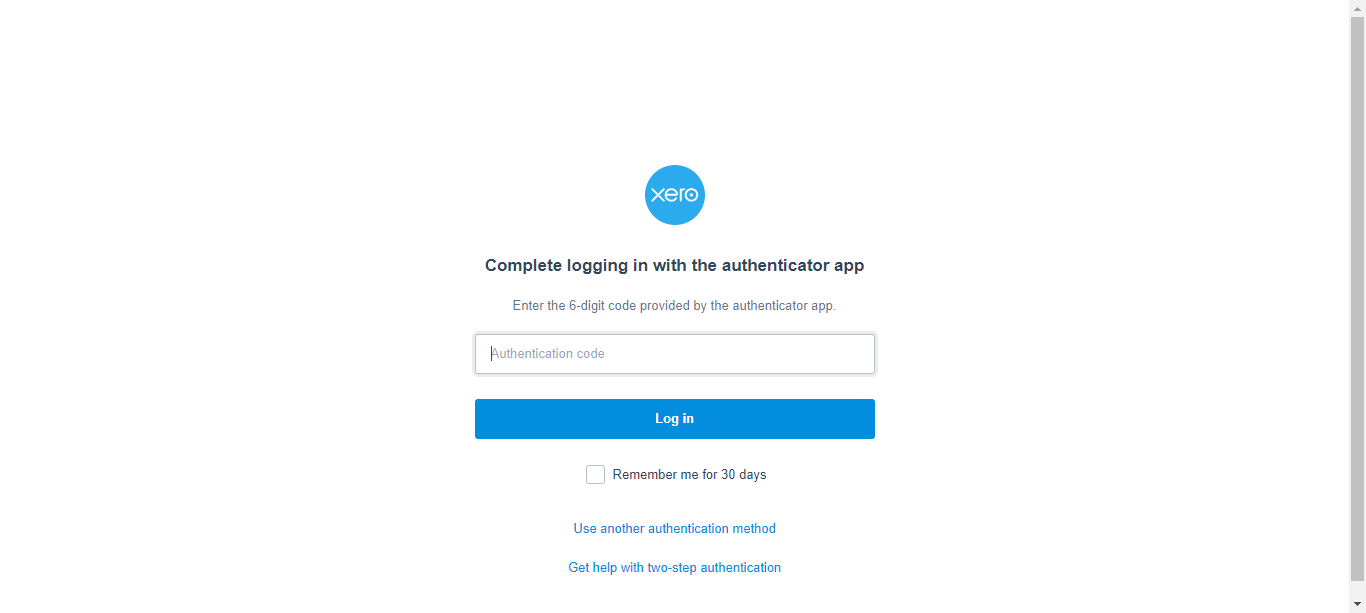 xero
Complete logging in with the authenticator app
Enter the 6-digit code provided by the authenticator app.
Authentication code
Log in
Remember me for 30 days
Use another authentication method
Get help with two-step authentication